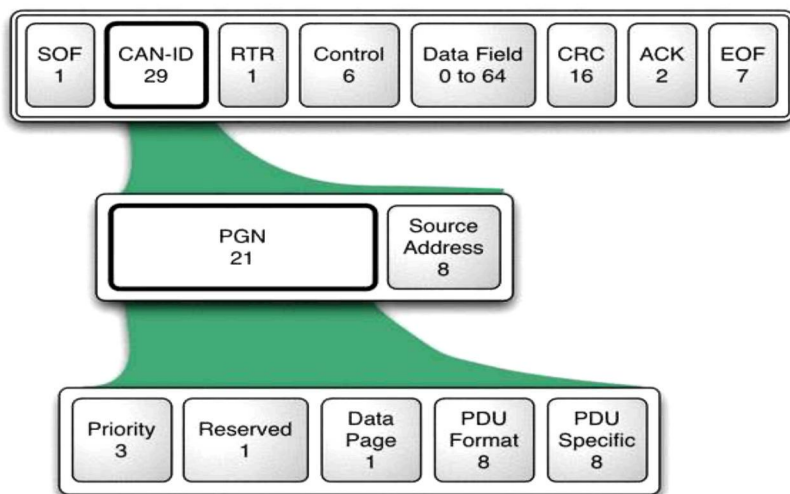 SOF
1
CAN-ID
29
RTR
1
Control
6
Data Field
0 to 64
CRC
16
ACK
2
EOF
7
PGN
21
Source
Address
8
Priority
3
Reserved
1
Data
Page
1
PDU
Format
8
PDU
Specific
8